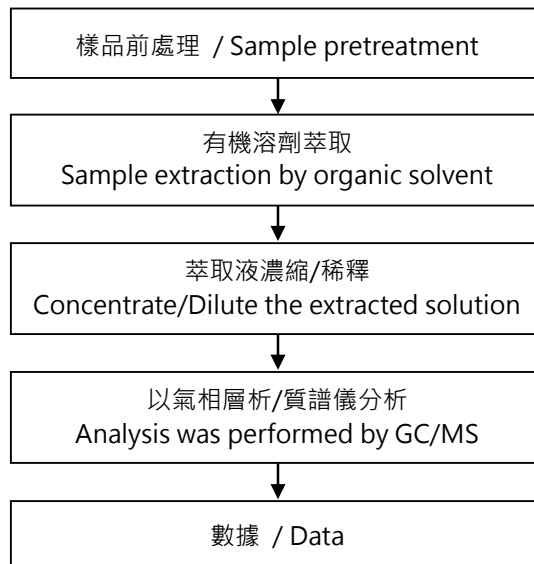 樣品前處理 / Sample pretreatment
有機溶劑萃取
Sample extraction by organic solvent
萃取液濃縮/稀釋
Concentrate/Dilute the extracted solution
以氣相層析/質譜儀分析
Analysis was performed by GC/MS
數據 / Data